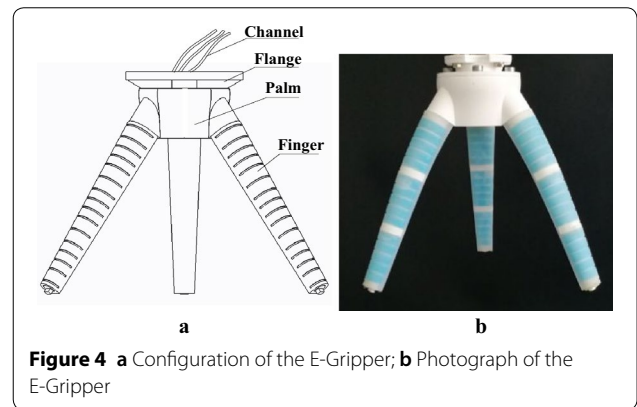 Channel
Flange
Palm
Finger
a
b
Figure 4 a Configuration of the E-Gripper; b Photograph of the
E-Gripper